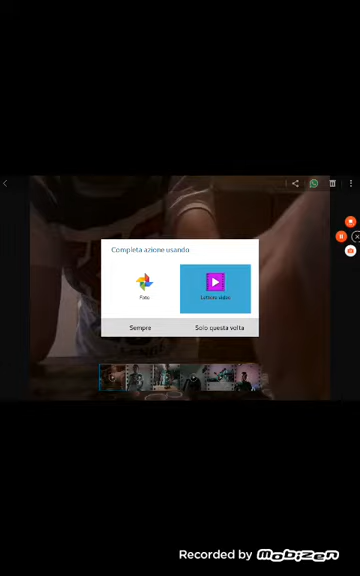 Completa azione usando
Foto
Lettore video
Sempre
Solo questa volta
Recorded by MOBIZEN